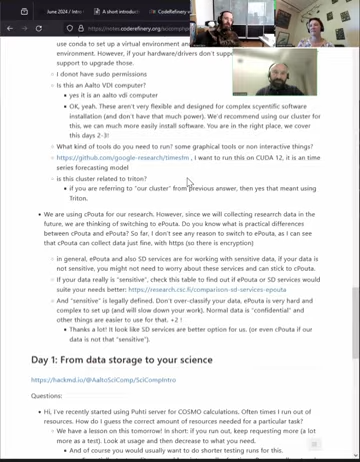 June 2024 / I
A short introdu
CodeRefinery
https://notes.coderefinery.org/scicomphp
use conda to set up a virtual environment an
environment. However, if your hardware/drivers don't supp
support to upgrade those.
I donot have sudo permissions
Is this an Aalto VDI computer?
yes it is an aalto vdi computer
OK, yeah. These aren't very flexible and designed for complex scyentific software
installation (and don't have that much power). We'd recommend using our cluster for
this, we can much more easily install software. You are in the right place, we cover
this days 2-3!
What kind of tools do you need to run? some graphical tools or non interactive things?
https://github.com/google-research/timesfm , I want to run this on CUDA 12, it is an time
series forecasting model
is this cluster related to triton?
if you are referring to "our cluster" from previous answer, then yes that meant using
Triton.
We are using cPouta for our research. However, since we will collecting research data in the
future, we are thinking of switching to ePouta. Do you know what is practical differences
between cPouta and ePouta? So far, I don't see any reason to switch to ePouta, as I can see
that cPouta can collect data just fine, with https (so there is encryption)
in general, ePouta and also SD services are for working with sensitive data, if your data is
not sensitive, you might not need to worry about these services and can stick to cPouta.
If your data really is "sensitive", check this table to find out if ePouta or SD services would
suite your needs better: https://research.csc.fi/comparison-sd-services-epouta
And "sensitive" is legally defined. Don't over-classify your data, ePouta is very hard and
complex to set up (and will slow down your work). Normal data is "confidential" and
other things are easier to use for that. +2 !
Thanks a lot! It look like SD services are better option for us. (or even cPouta if our
data is not that "sensitive").
Day 1: From data storage to your science
https://hackmd.io/@AaltoSciComp/SciCompIntro
Questions:
Hi, I've recently started using Puhti server for COSMO calculations. Often times I run out of
resources. How do I guess the correct amount of resources needed for a particular task?
We have a lesson on this tomorrow! In short: if you run out, keep requesting more (a lot
more as a test). Look at usage and then decrease to what you need.
And of course you would usually want to do shorter testing runs for this.